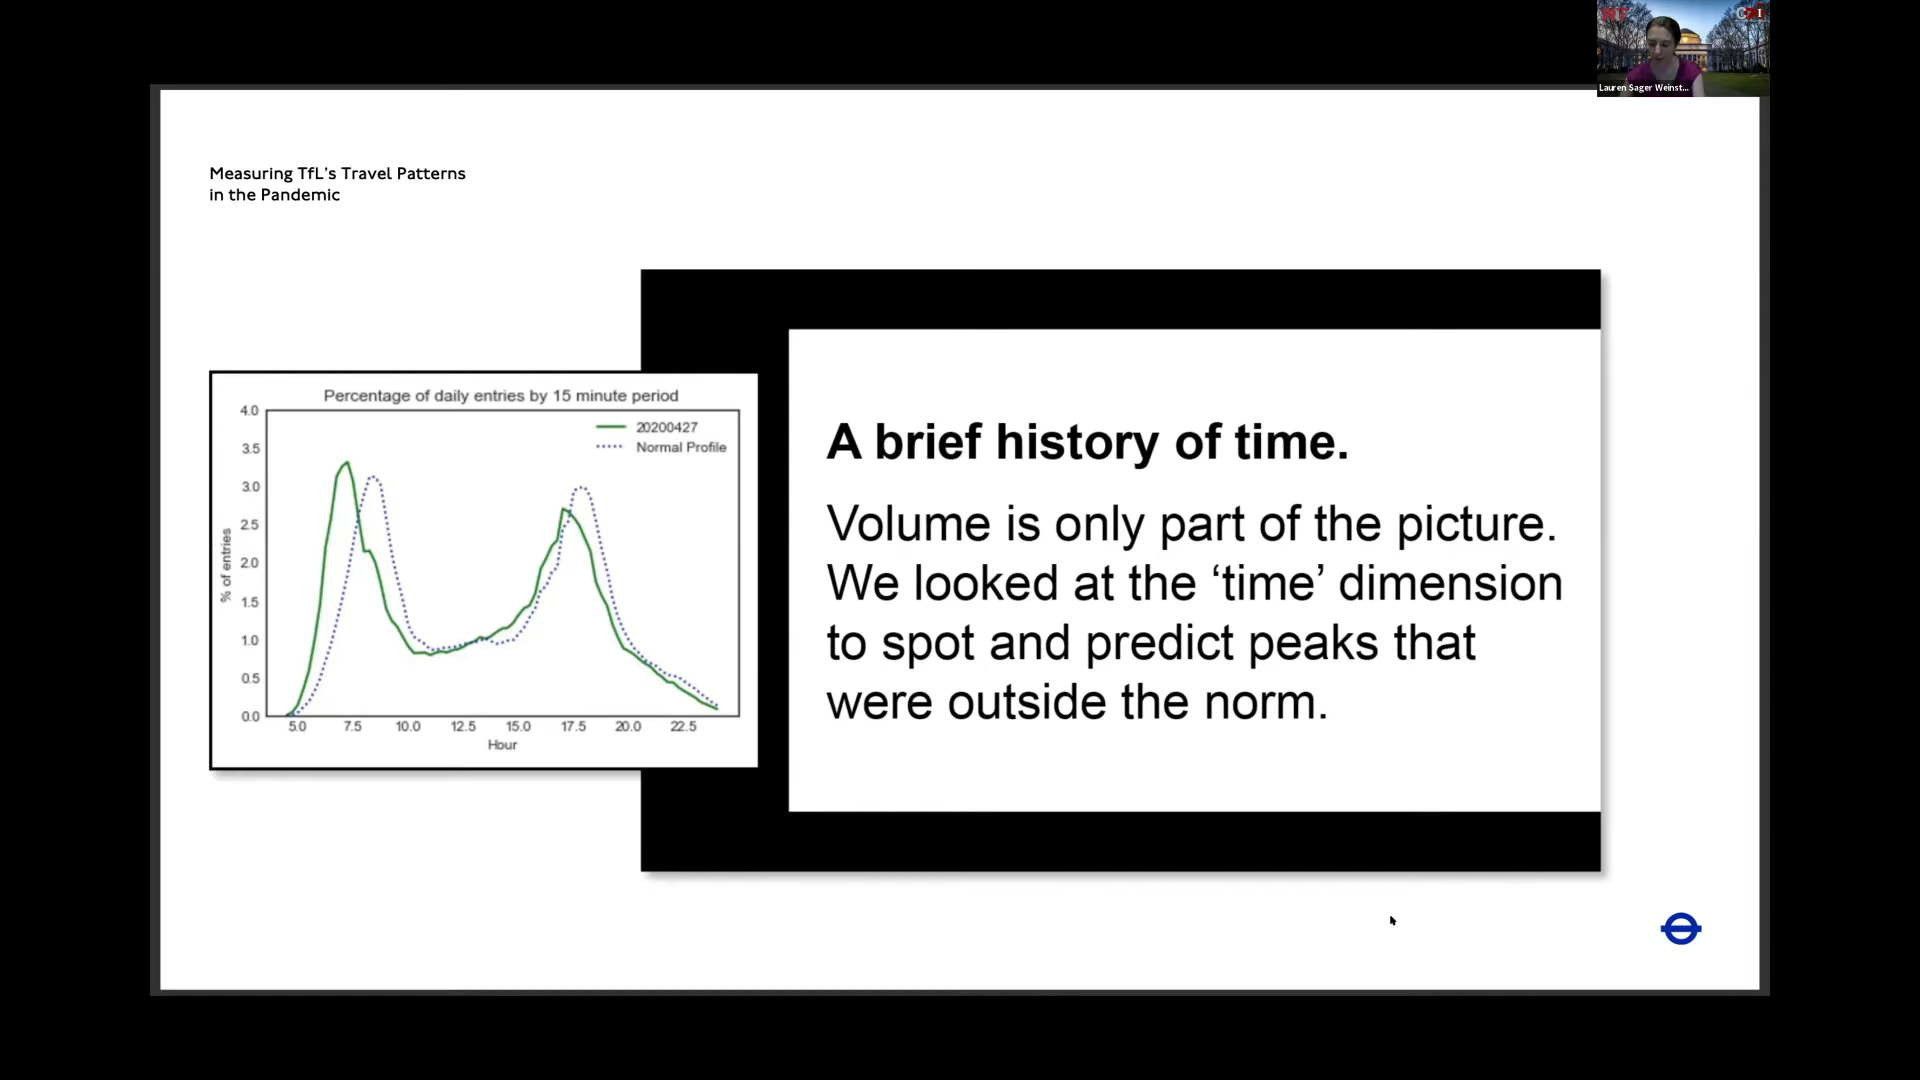 Lauren Sager Weinst...
Measuring TfL's Travel Patterns
in the Pandemic
Percentage of daily entries by 15 minute period
4.0
3.5
3.0
2.5
2.0
1.5
1.0
0.5
0.0
% of entries
20200427
Normal Profile
5.0 7.5 10.0 12.5 15.0 17.5 20.0 22.5
Hour
A brief history of time.
Volume is only part of the picture.
We looked at the ‘time’ dimension
to spot and predict peaks that
were outside the norm.